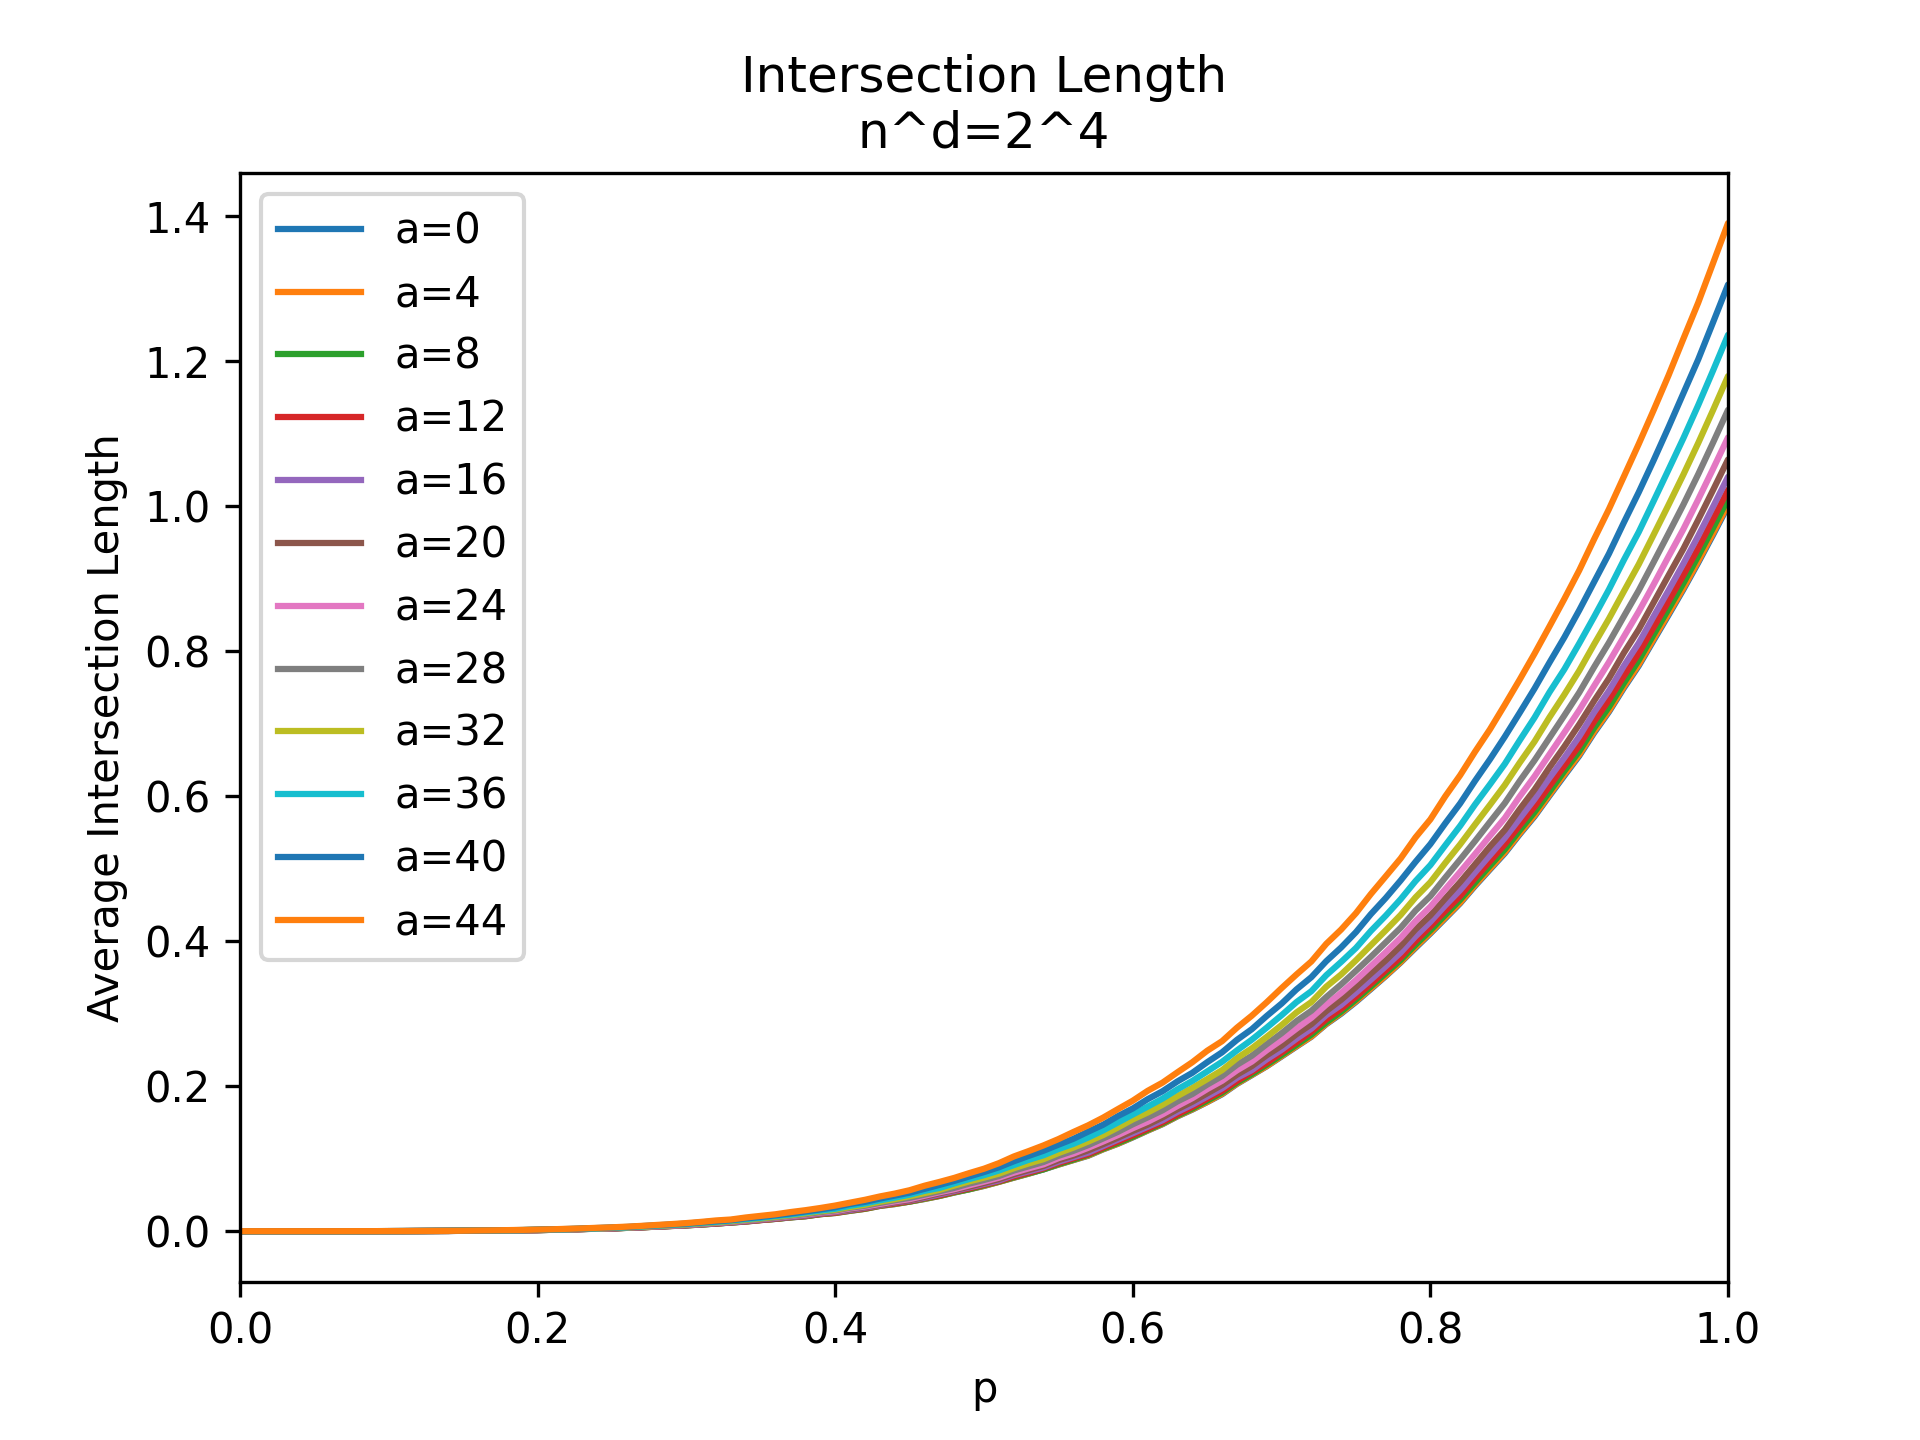 Intersection Length
n^d=2^4
Average Intersection Length
1.4
1.2
1.0
0.8
0.6
0.4
0.2
0.0
a=0
a=4
a=8
a=12
a=16
a=20
a=24
a=28
a=32
a=36
a=40
a=44
0.0 0.2 0.4 0.6 0.8 1.0
p